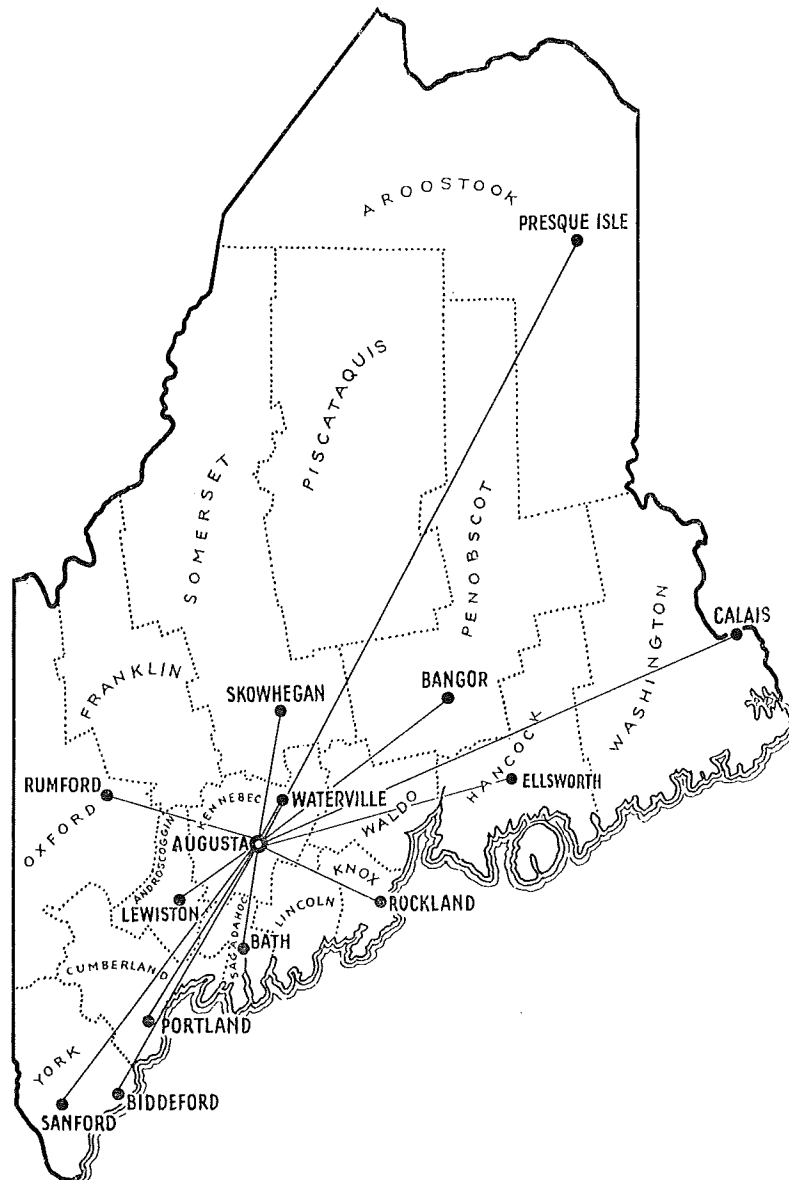 AROOSTOOK
PRESQUE ISLE
PISCATAQUIS
SOMERSET
PENOBSCOT
WASHINGTON
CALAIS
FRANKLIN
SKOWHEGAN
BANGOR
HANCOCK
RUMFORD
ELLSWORTH
KENNEBEC
WATERVILLE
WALDO
OXFORD
AUGUSTA
ANDROSCOGGIN
KNOX
LEWISTON
LINCOLN
ROCKLAND
SAGADAHOC
BATH
CUMBERLAND
PORTLAND
YORK
BIDDEFORD
SANFORD